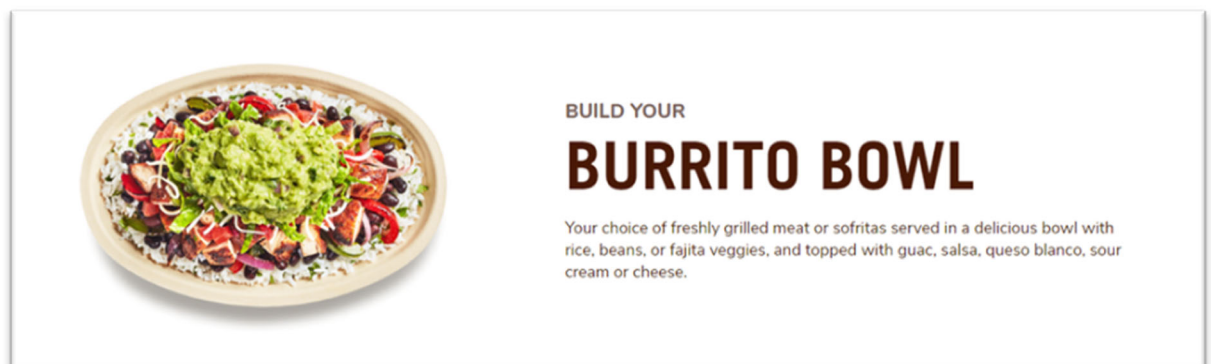 BUILD YOUR
BURRITO BOWL
Your choice of freshly grilled meat or sofritas served in a delicious bowl with
rice, beans, or fajita veggies, and topped with guac, salsa, queso blanco, sour
cream or cheese.